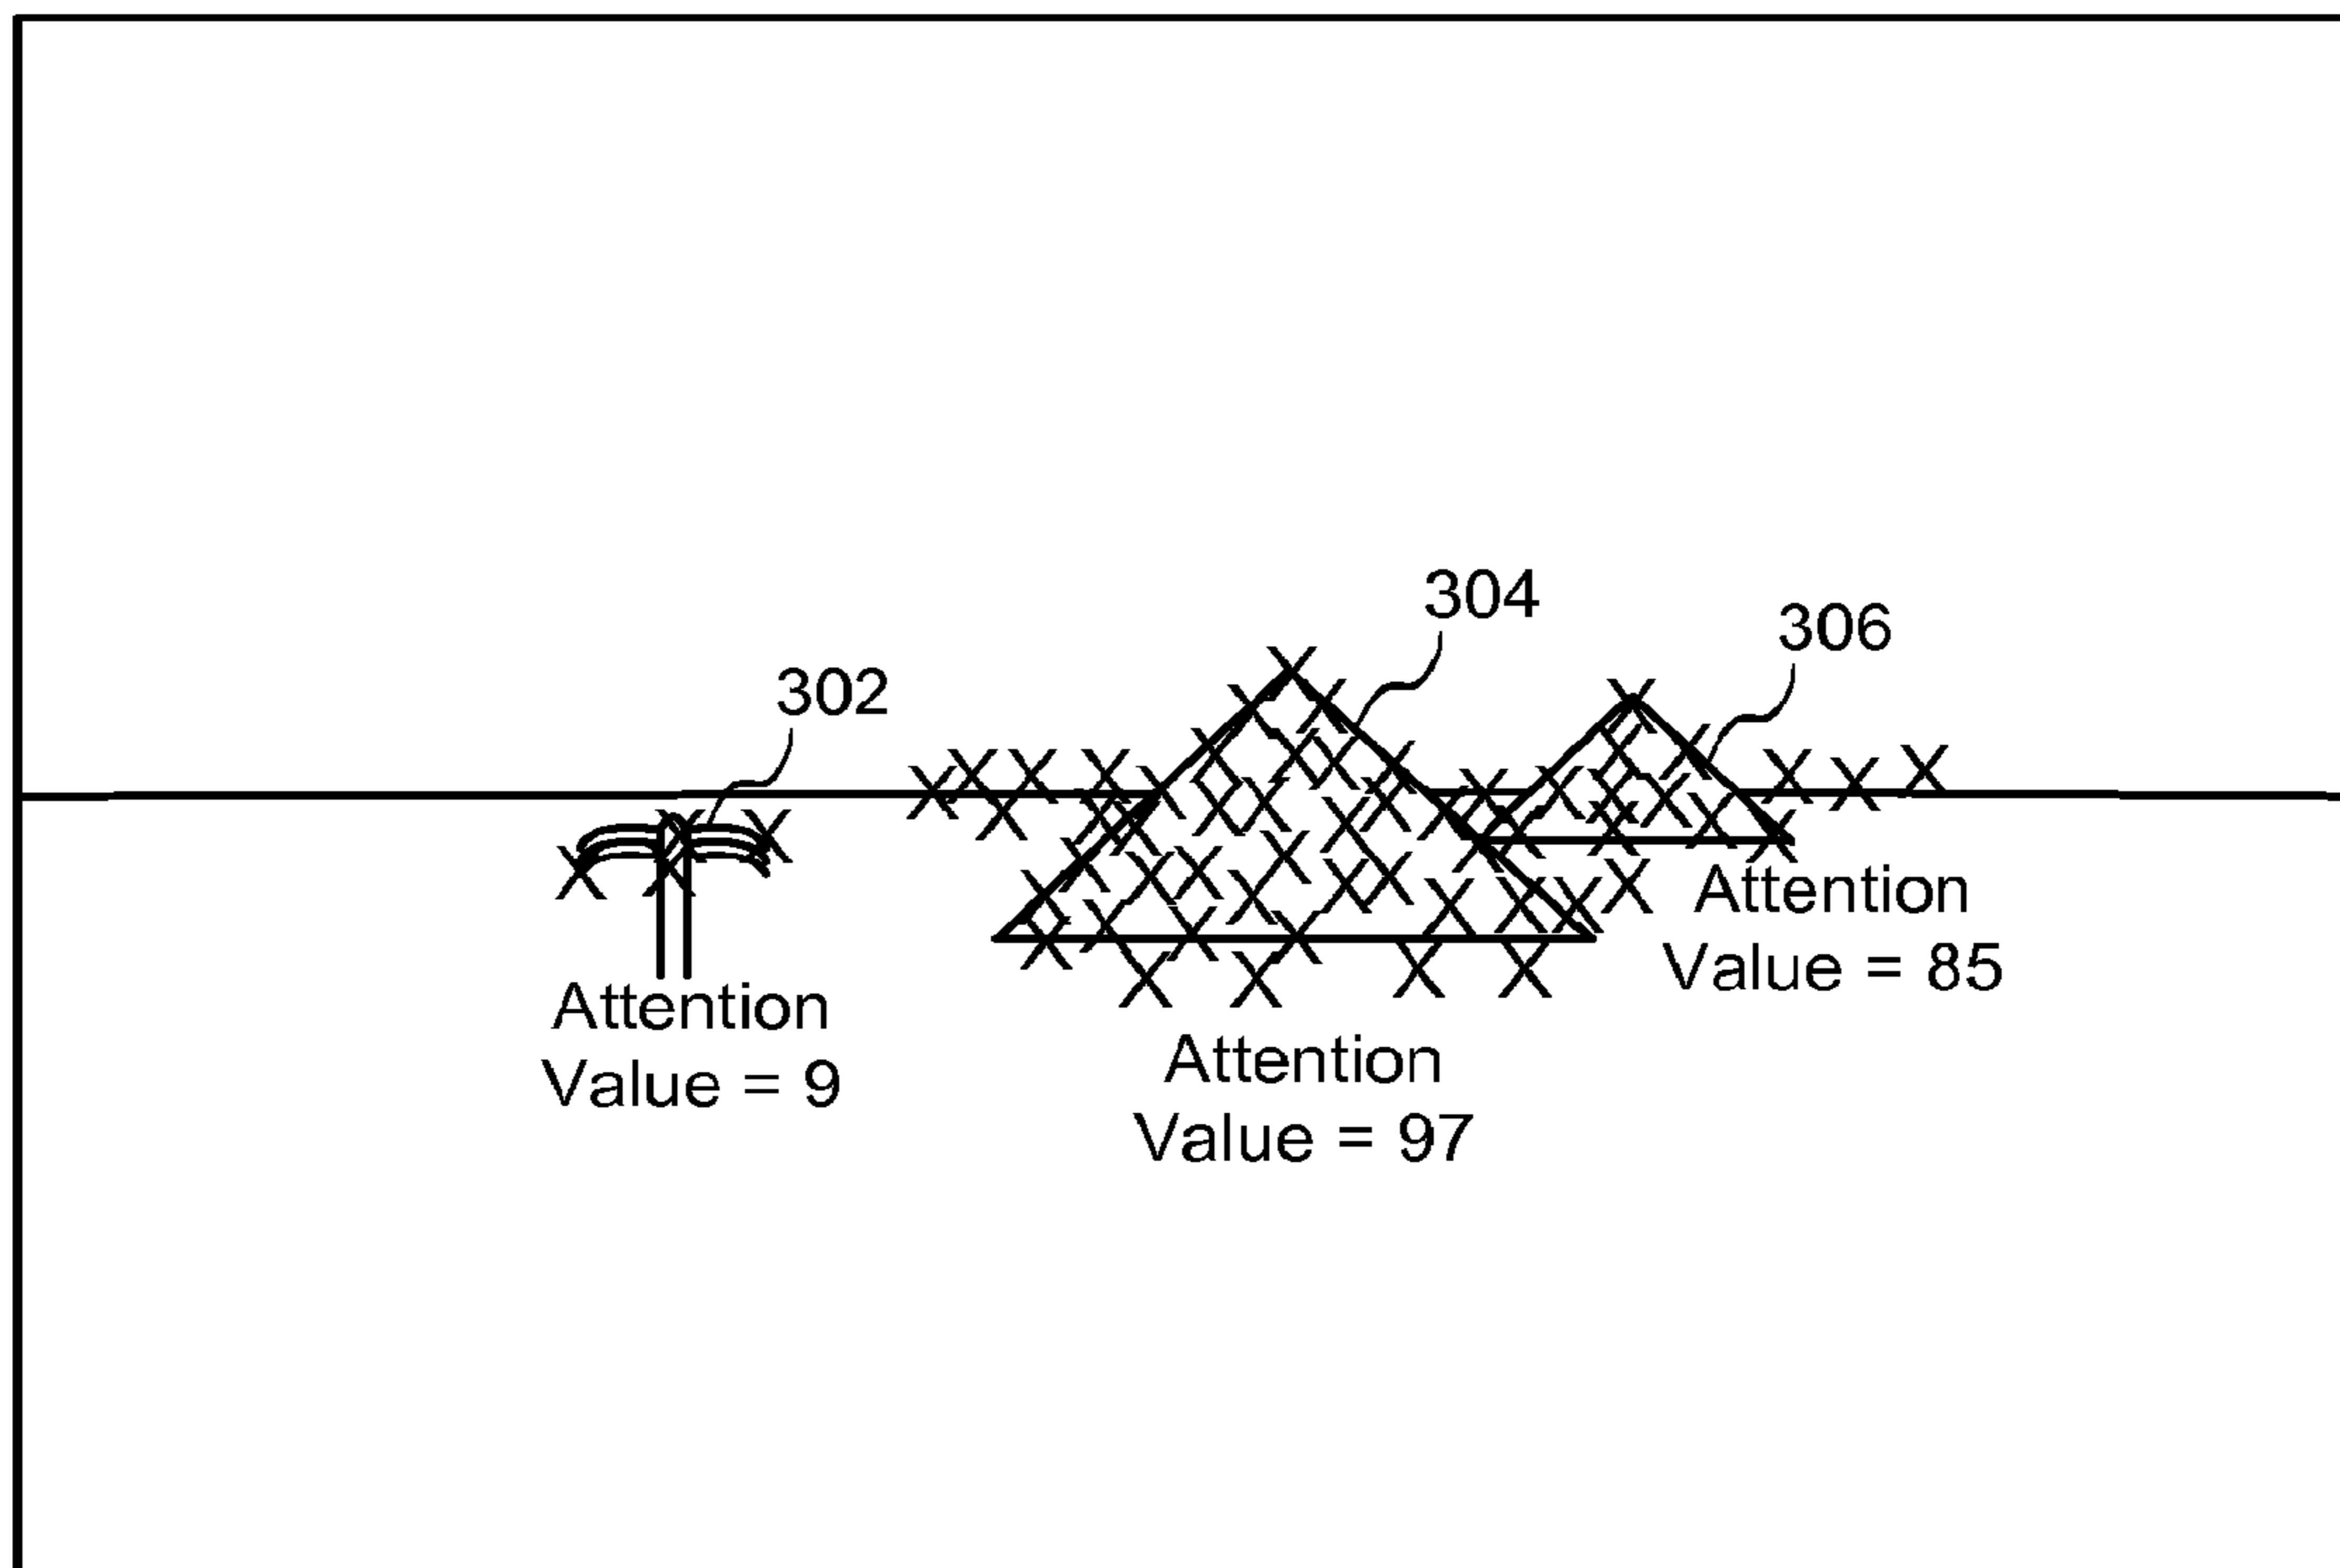 304
306
302
Attention
Value = 85
Attention
Value = 9
Attention
Value = 97